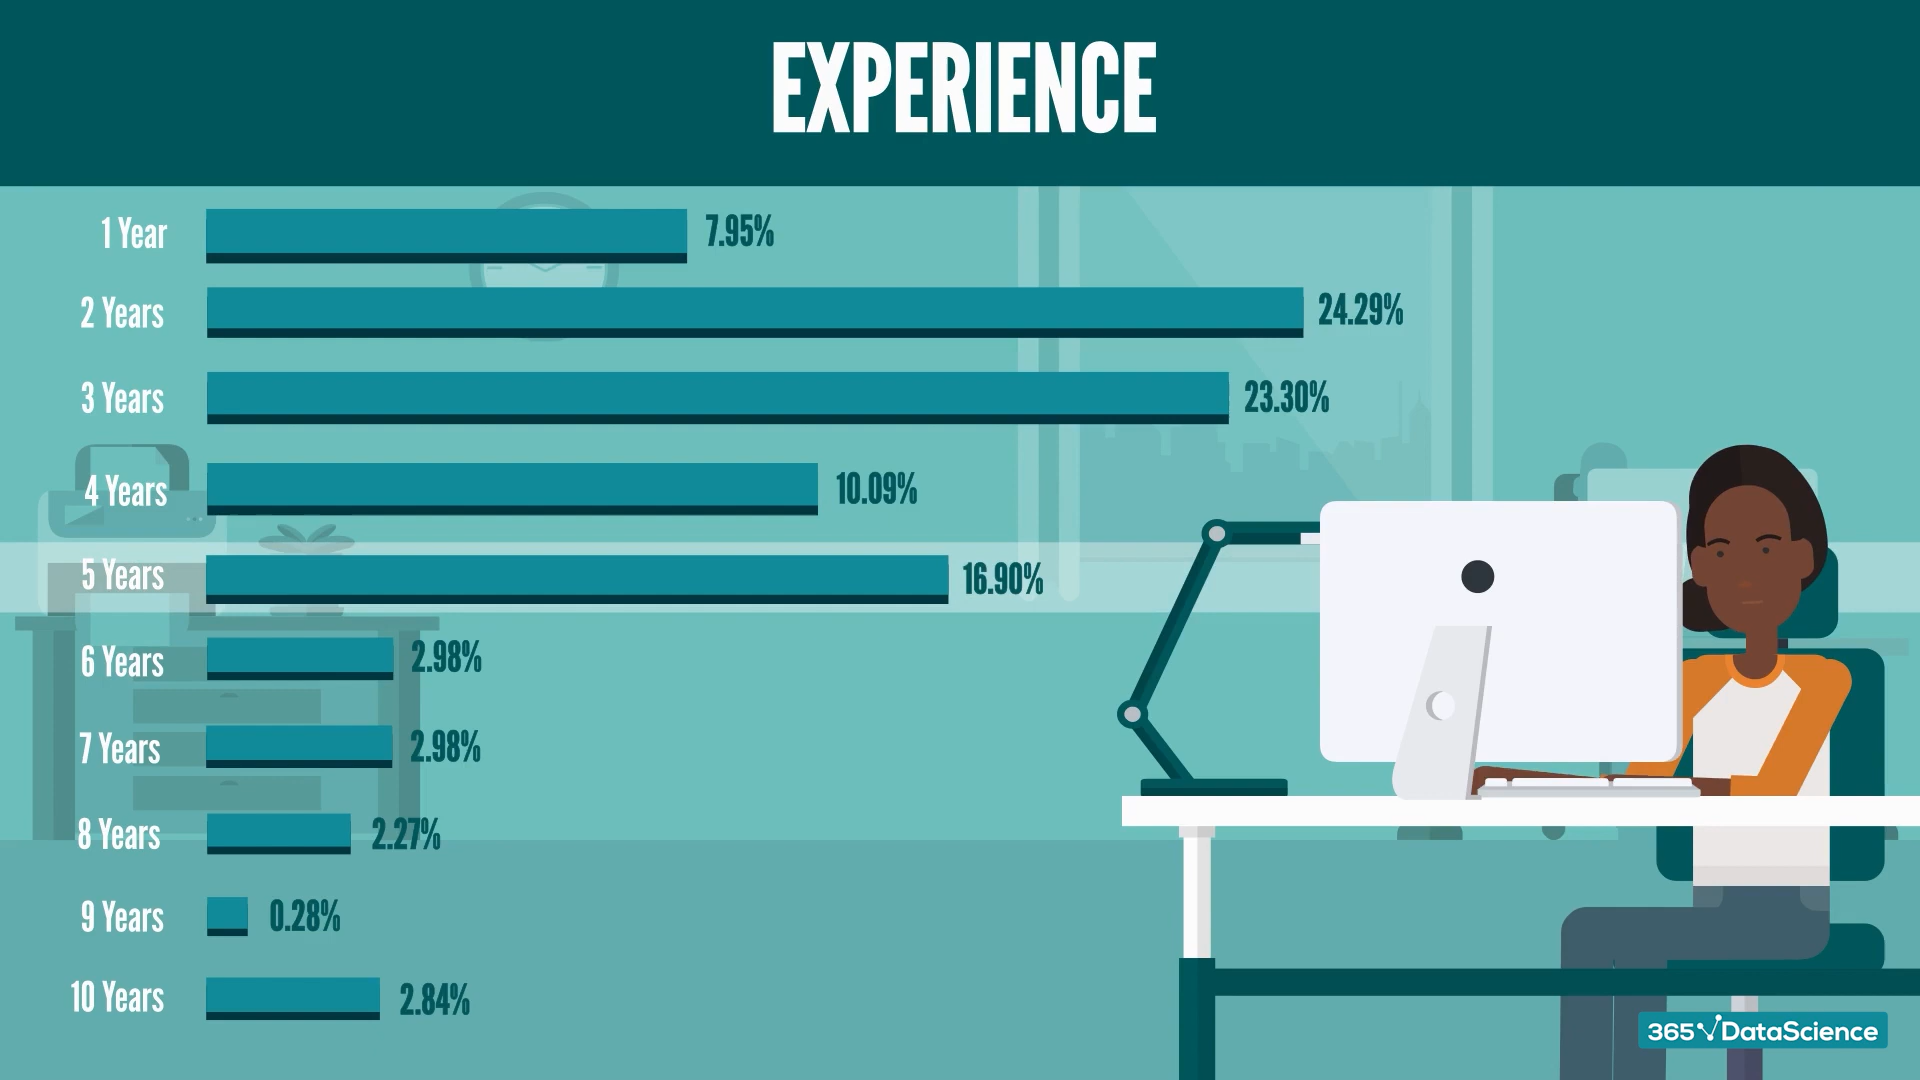 EXPERIENCE
1 Year 7.95%
2 Years 24.29%
3 Years 23.30%
4 Years 10.09%
5 Years 16.90%
6 Years 2.98%
7 Years 2.98%
8 Years 2.27%
9 Years 0.28%
10 Years 2.84%
365 DataScience